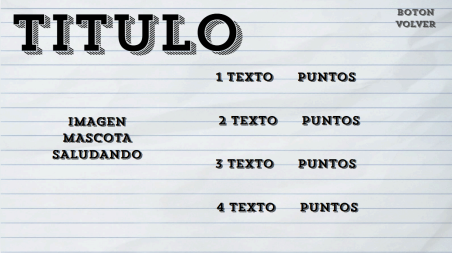 TITULO
BOTON
VOLVER
1 TEXTO PUNTOS
IMAGEN
MASCOTA
SALUDANDO
2 TEXTO PUNTOS
3 TEXTO PUNTOS
4 TEXTO PUNTOS